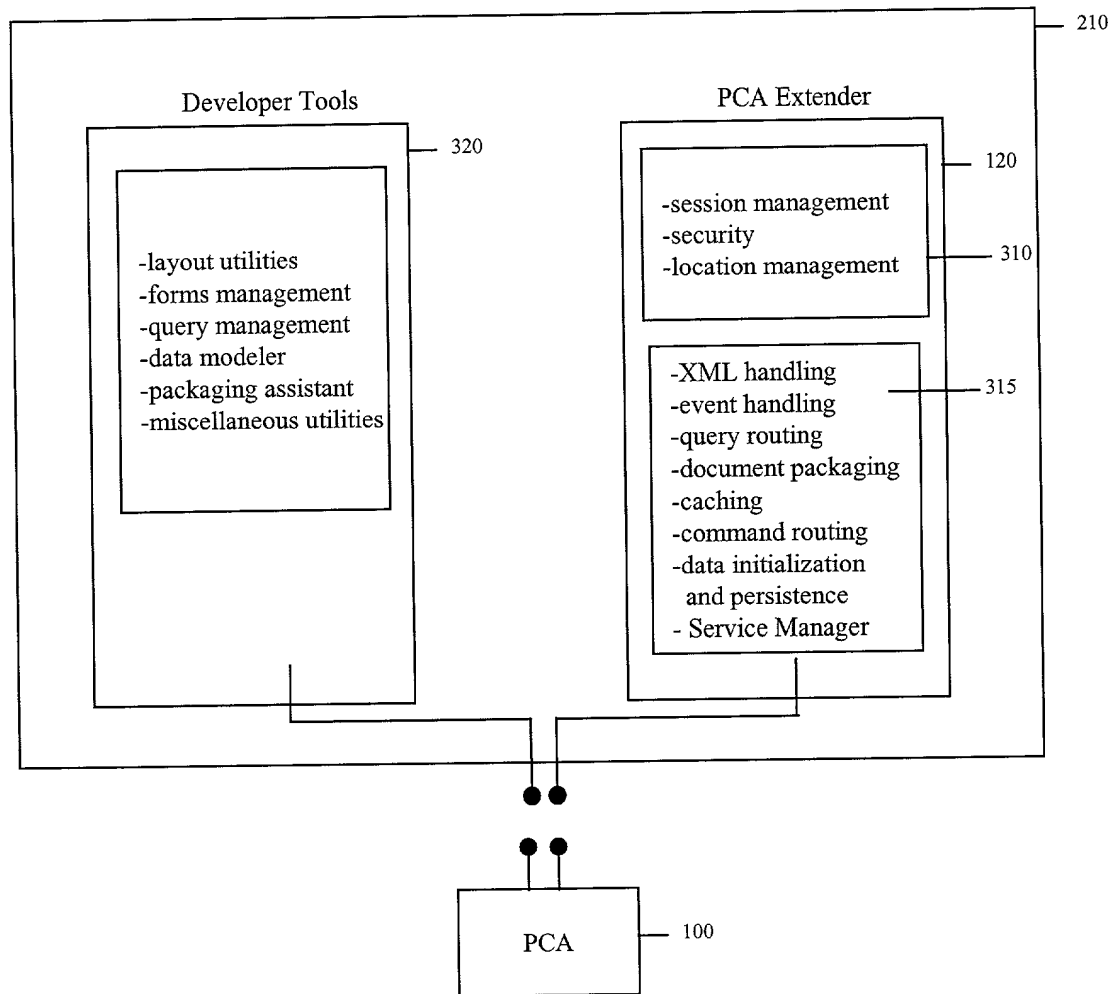 210
Developer Tools
PCA Extender
320
120
-layout utilities
-forms management
-query management
-data modeler
-packaging assistant
-miscellaneous utilities
-session management
-security
-location management
310
-XML handling
-event handling
-query routing
-document packaging
-caching
-command routing
-data initialization
and persistence
- Service Manager
315
PCA
100